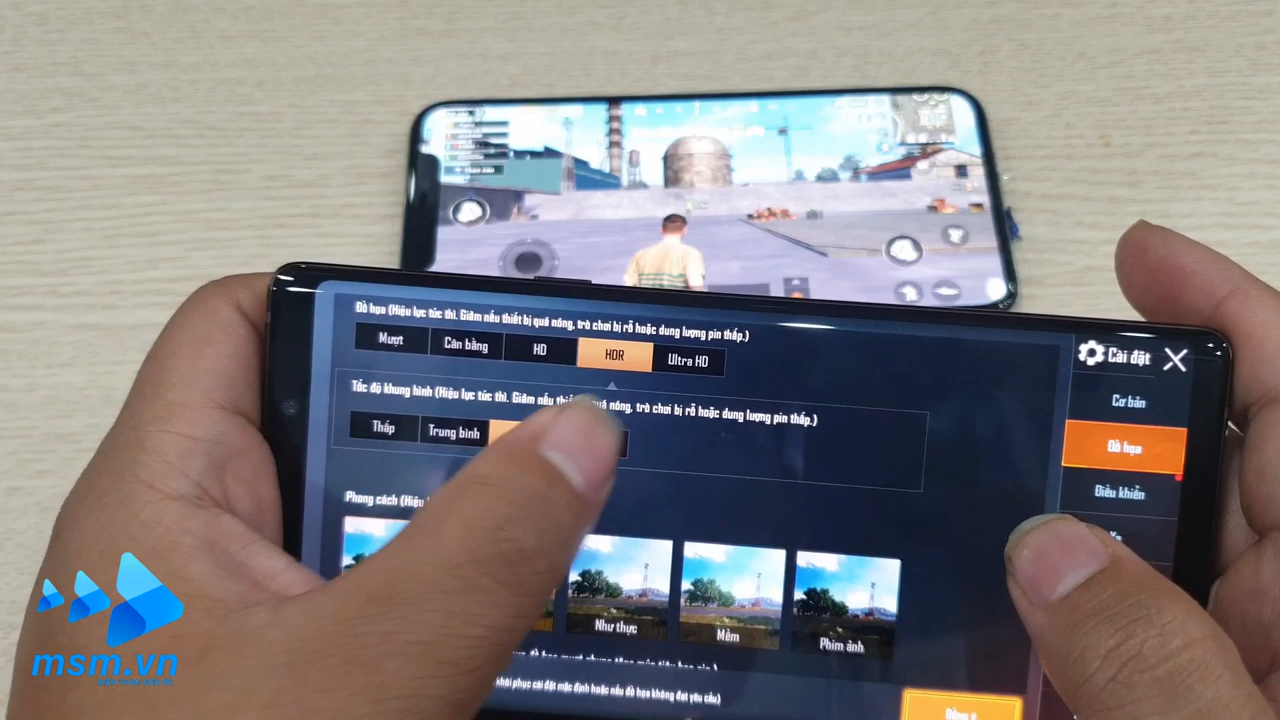 Đồ họa (Hiệu lực tức thì. Giảm nếu thiết bị quá nóng, trò chơi bị rỗ hoặc dung lượng pin thấp.)
Mượt
Cân bằng
HD
HDR
Ultra HD
Tốc độ khung hình (Hiệu lực tức thì. Giảm nếu thiết quá nóng, trò chơi bị rỗ hoặc dung lượng pin thấp.)
Thấp
Trung bình
Phong cách (Hiệu
Như thực
Mềm
Phim ảnh
khôi phục cài đặt mặc định hoặc nếu đồ họa không đạt yêu cầu)
Cài đặt
Cơ bản
Đồ họa
Điều khiển
Đồng ý
msm.vn